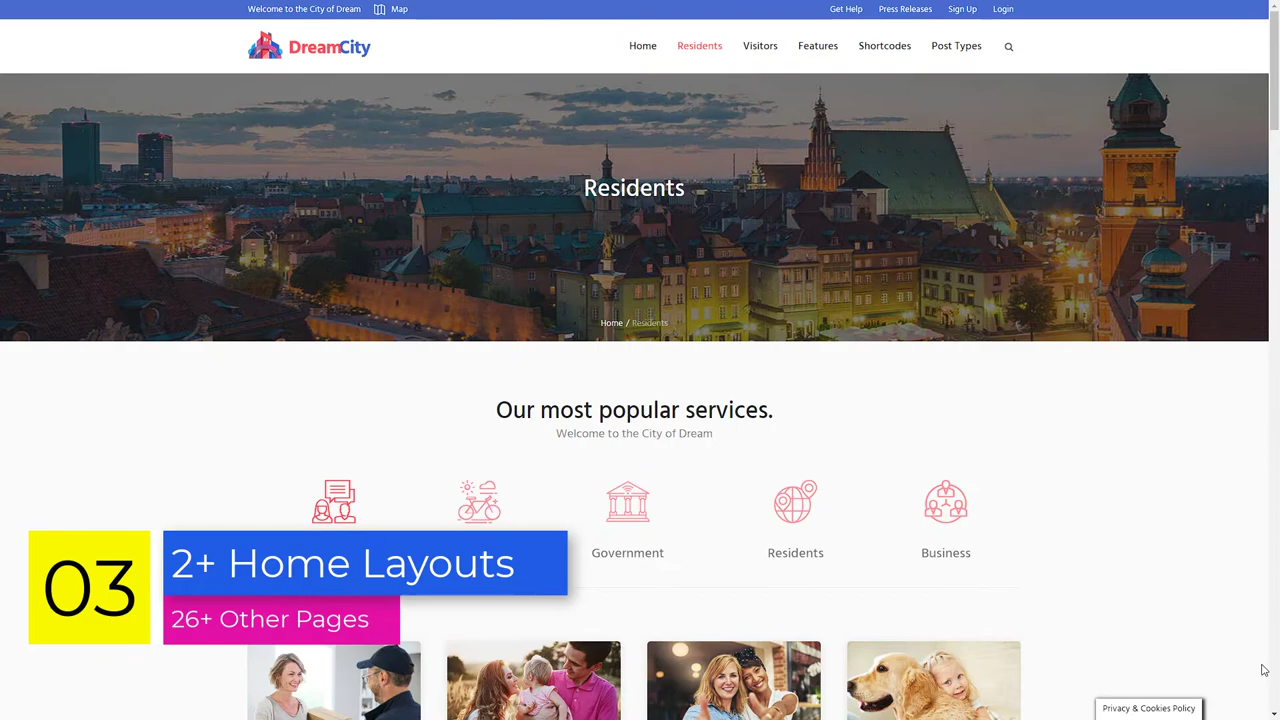 Welcome to the City of Dream Map Get Help Press Releases Sign Up Login
DreamCity Home Residents Visitors Features Shortcodes Post Types
Residents
Home / Residents
Our most popular services.
Welcome to the City of Dream
Government Residents Business
03
2+ Home Layouts
26+ Other Pages
Privacy & Cookies Policy